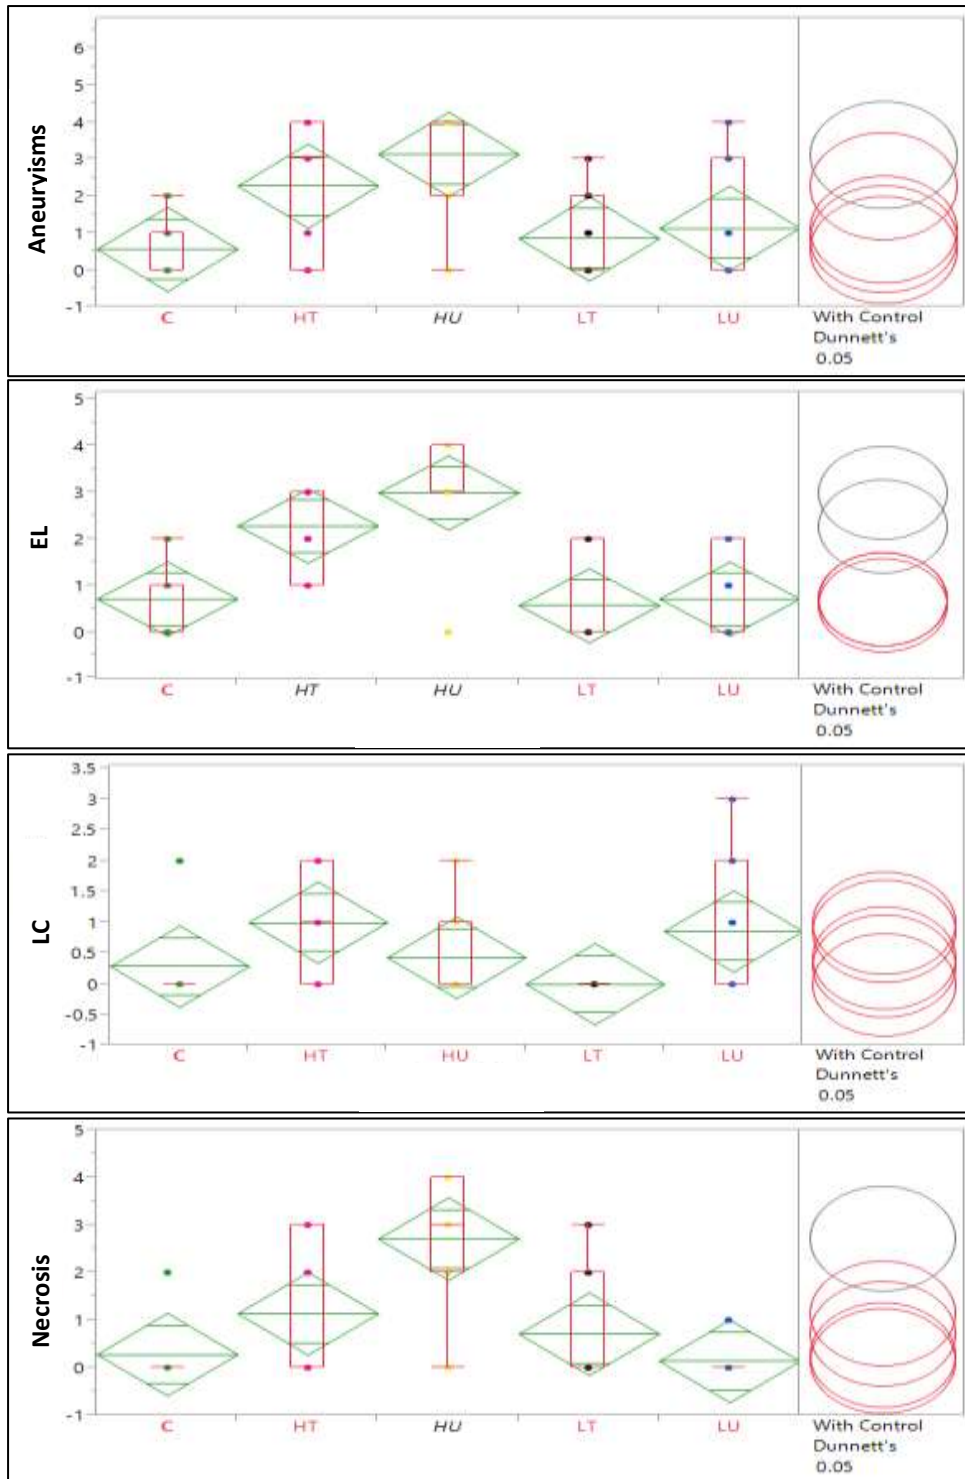 Aneurvisms
6
5
4
3
2
1
0
-1
C HT HU LT LU
With Control
Dunnett's
0.05
EL
5
4
3
2
1
0
-1
C HT HU LT LU
With Control
Dunnett's
0.05
LC
3.5
3
2.5
2
1.5
1
0.5
0
-0.5
-1
C HT HU LT LU
With Control
Dunnett's
0.05
Necrosis
5
4
3
2
1
0
-1
C HT HU LT LU
With Control
Dunnett's
0.05